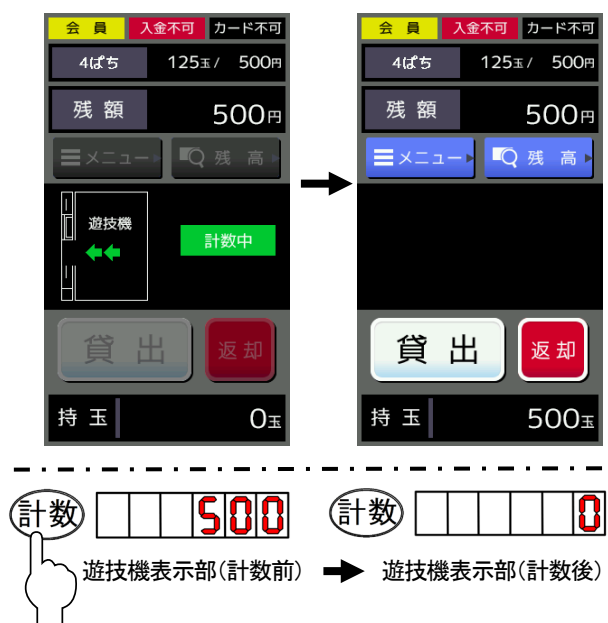 会 員 入金不可 カード不可
4ぱち 125玉/ 500円
残 額 500円
メニュー 残 高
遊技機
計数中
貸 出 返 却
持 玉 0玉
会 員 入金不可 カード不可
4ぱち 125玉/ 500円
残 額 500円
メニュー 残 高
貸 出 返 却
持 玉 500玉
計数 500
遊技機表示部(計数前)
計数 0
遊技機表示部(計数後)